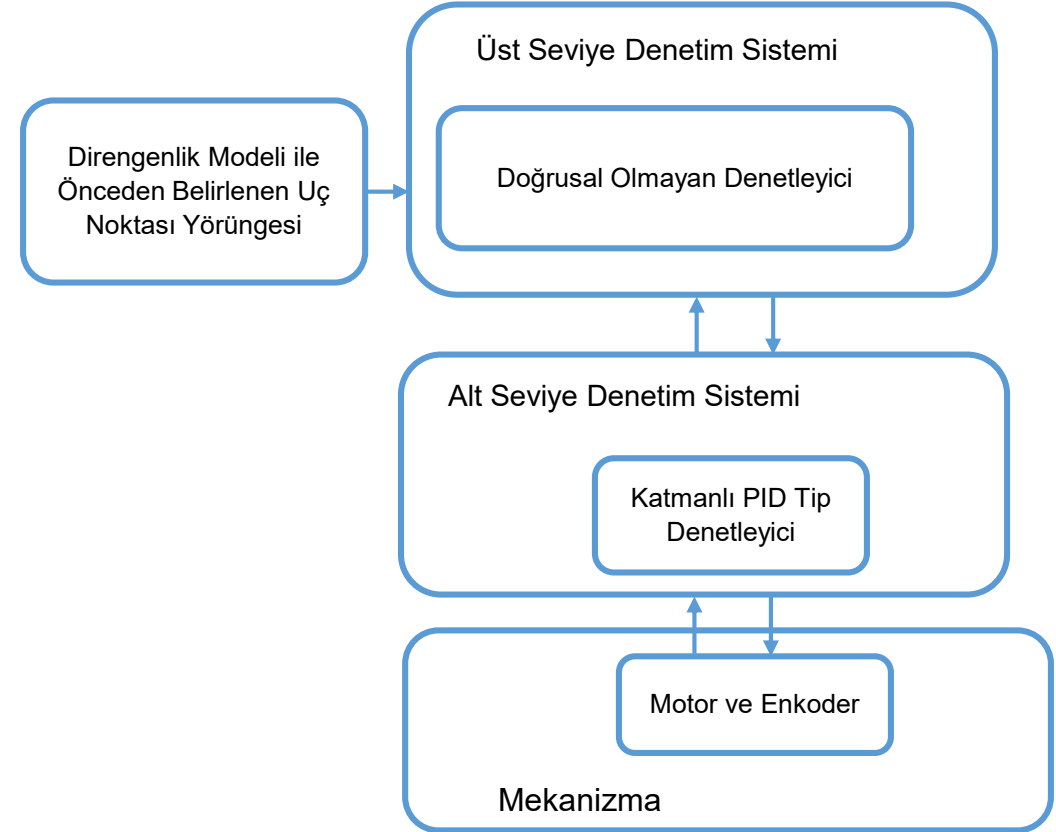 Üst Seviye Denetim Sistemi
Direngenlik Modeli ile
Önceden Belirlenen Uç
Noktası Yörüngesi
Doğrusal Olmayan Denetleyici
Alt Seviye Denetim Sistemi
Katmanlı PID Tip
Denetleyici
Motor ve Enkoder
Mekanizma